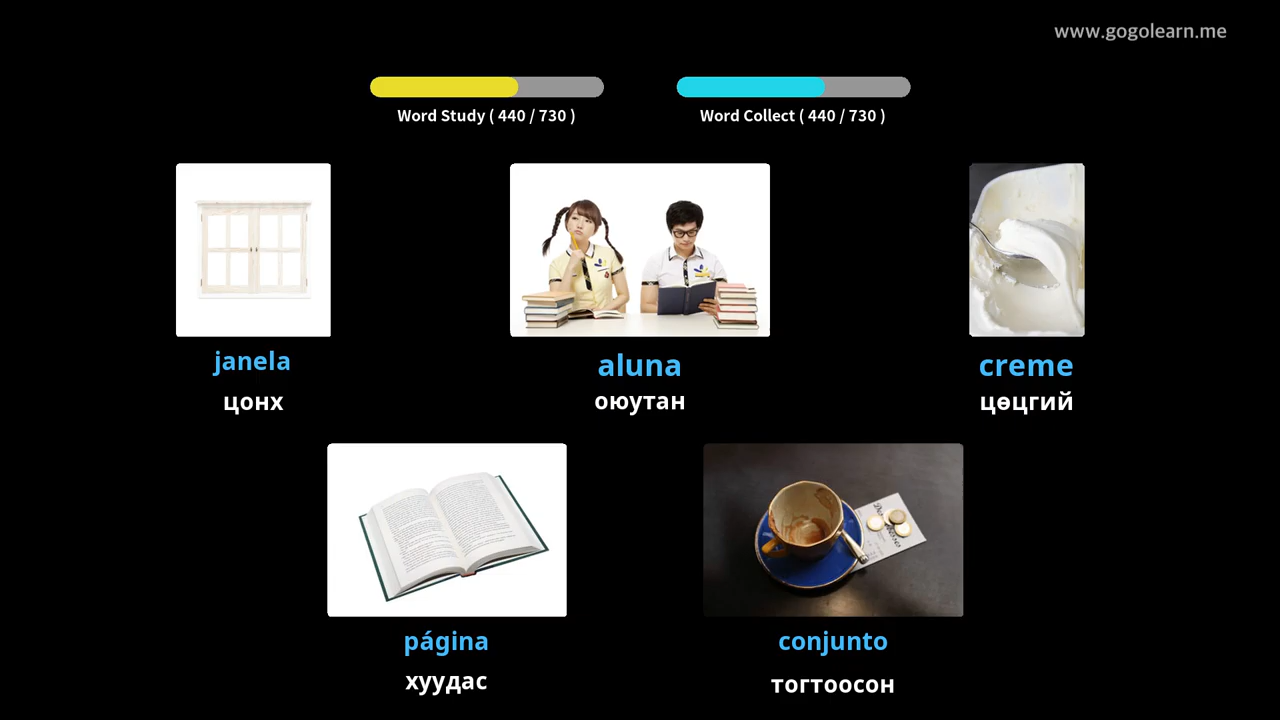 www.gogolearn.me
Word Study ( 440 / 730 )
Word Collect ( 440 / 730 )
janela
цонх
aluna
оюутан
creme
цөцгий
página
хуудас
conjunto
тогтоосон